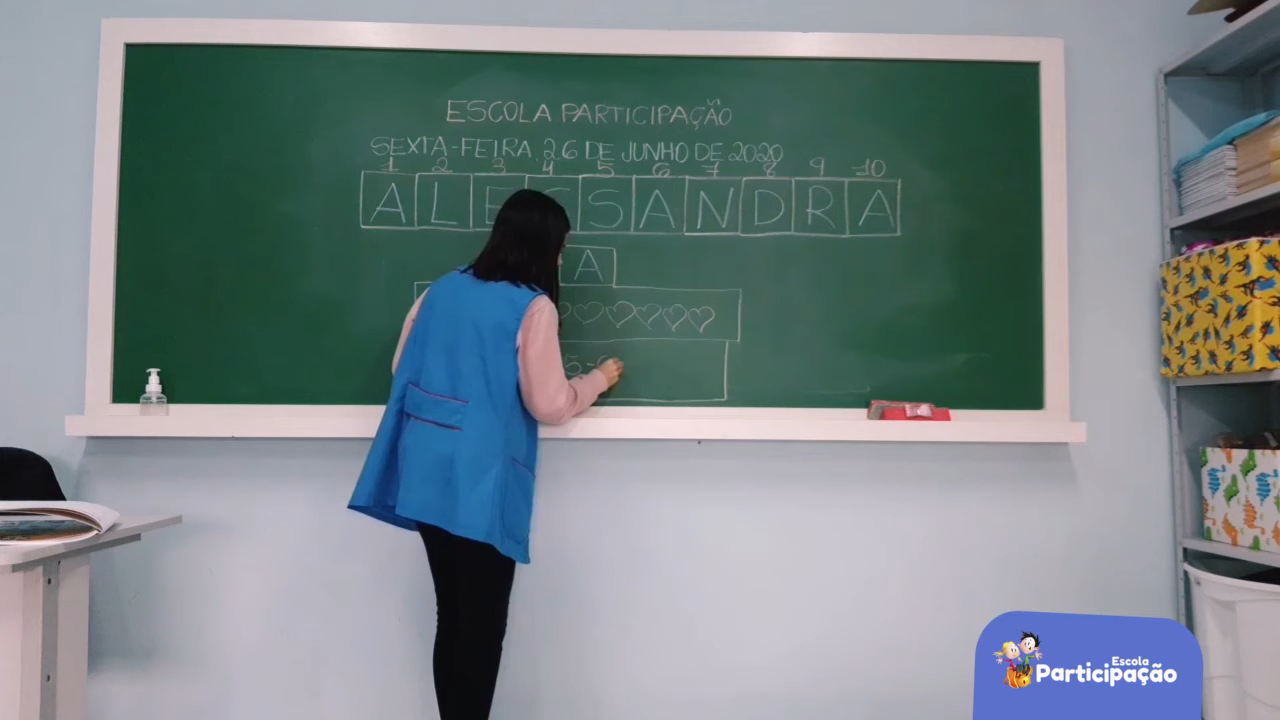 ESCOLA PARTICIPAÇÃO
SEXTA-FEIRA, 26 DE JUNHO DE 2020
1 2 3 4 5 6 7 8 9 10
A L E S S A N D R A
A
5-
Escola
Participação